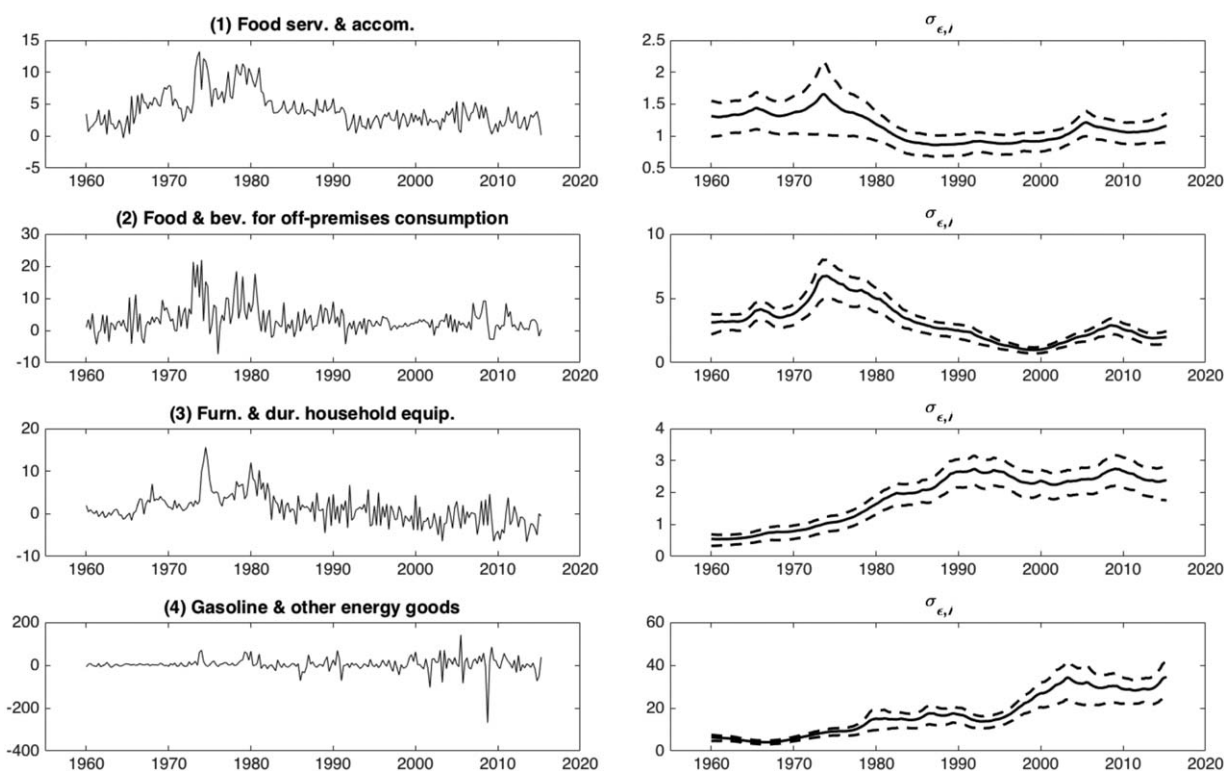 (1) Food serv. & accom.
15
10
5
0
-5
1960 1970 1980 1990 2000 2010 2020
σϵ,
2.5
2
1.5
1
0.5
1960 1970 1980 1990 2000 2010 2020
(2) Food & bev. for off-premises consumption
30
20
10
0
-10
1960 1970 1980 1990 2000 2010 2020
σϵ,
10
5
0
1960 1970 1980 1990 2000 2010 2020
(3) Furn. & dur. household equip.
20
10
0
-10
1960 1970 1980 1990 2000 2010 2020
σϵ,
4
3
2
1
0
1960 1970 1980 1990 2000 2010 2020
(4) Gasoline & other energy goods
200
0
-200
-400
1960 1970 1980 1990 2000 2010 2020
σϵ,
60
40
20
0
1960 1970 1980 1990 2000 2010 2020